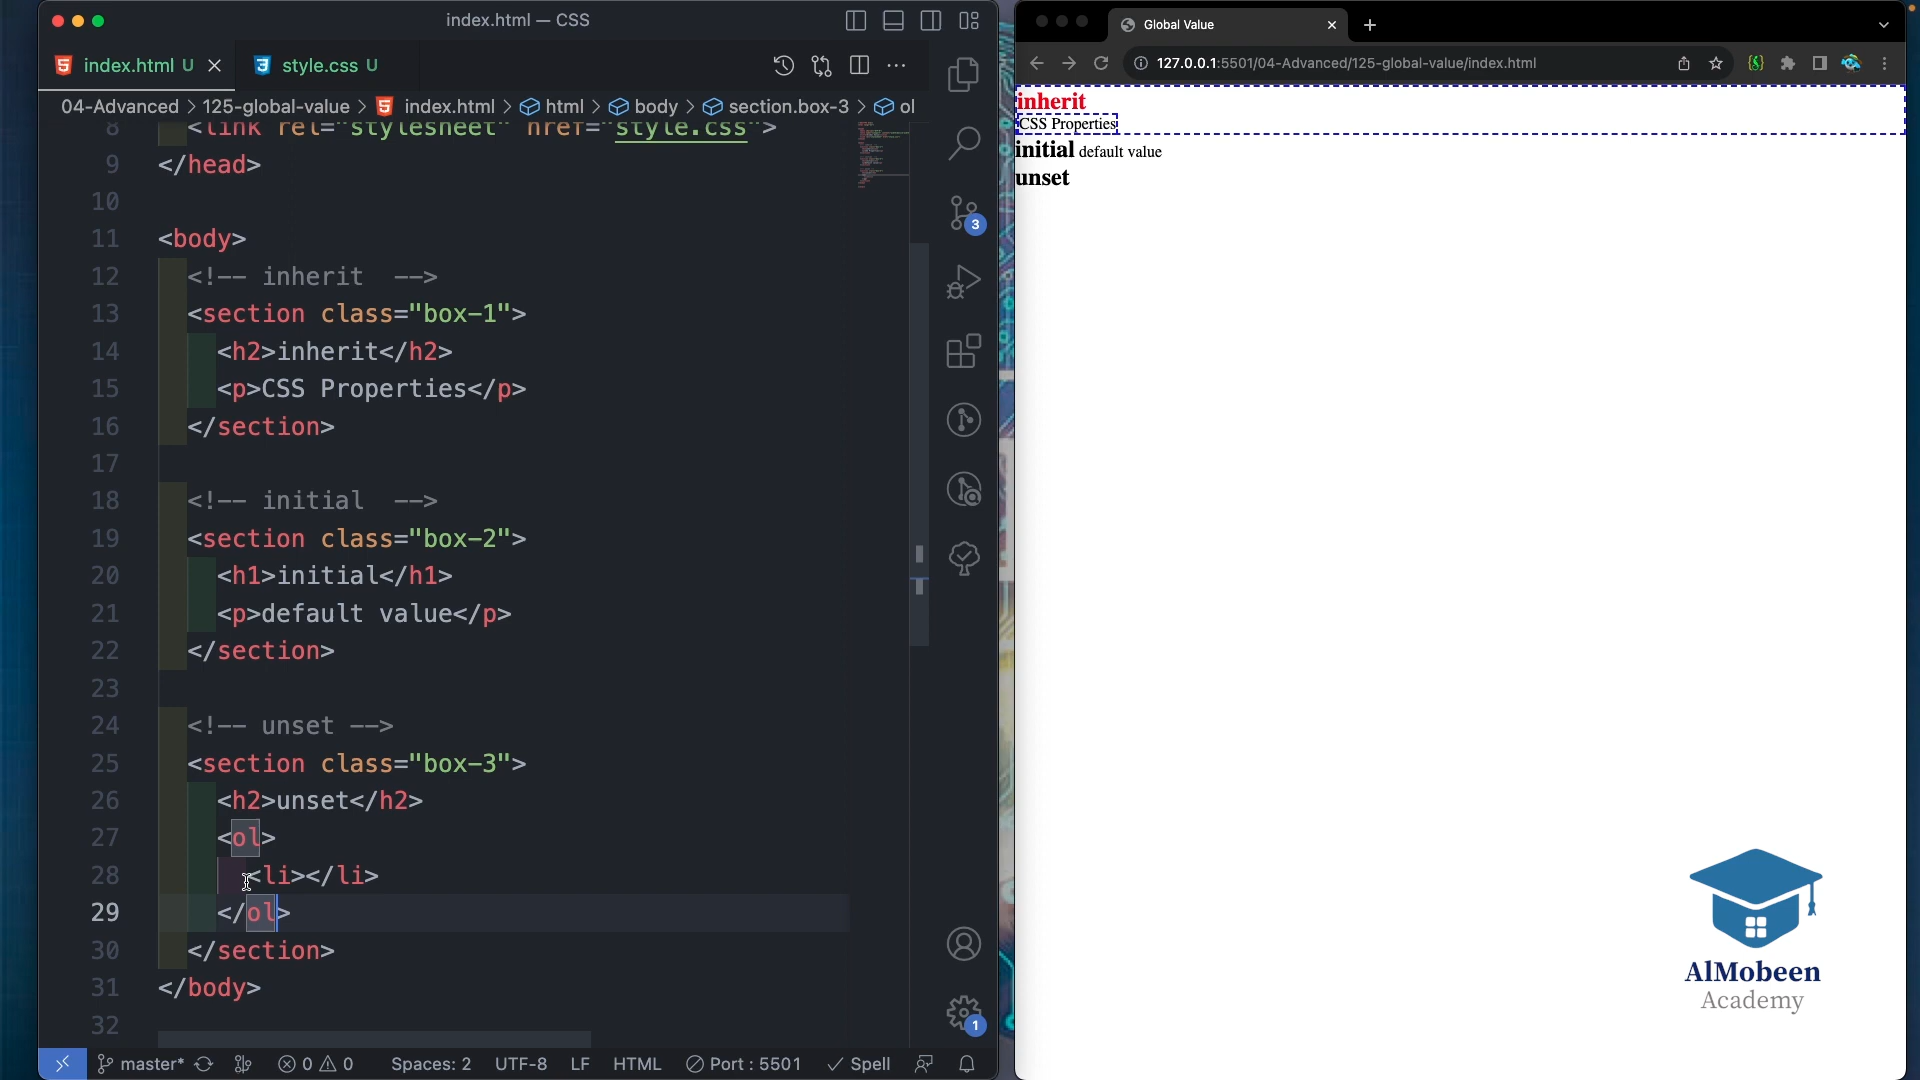 index.html — CSS
index.html U
style.css U
04-Advanced > 125-global-value > index.html > html > body > section.box-3 > ol
8 <link rel="stylesheet" href="style.css">
9 </head>
10
11 <body>
12 <!-- inherit -->
13 <section class="box-1">
14 <h2>inherit</h2>
15 <p>CSS Properties</p>
16 </section>
17
18 <!-- initial -->
19 <section class="box-2">
20 <h1>initial</h1>
21 <p>default value</p>
22 </section>
23
24 <!-- unset -->
25 <section class="box-3">
26 <h2>unset</h2>
27 <ol>
28 <li></li>
29 </ol>
30 </section>
31 </body>
32
3
1
master* 0 0 Spaces: 2 UTF-8 LF HTML Port : 5501 Spell
Global Value
127.0.0.1:5501/04-Advanced/125-global-value/index.html
inherit
CSS Properties
initial default value
unset
AlMobeen
Academy